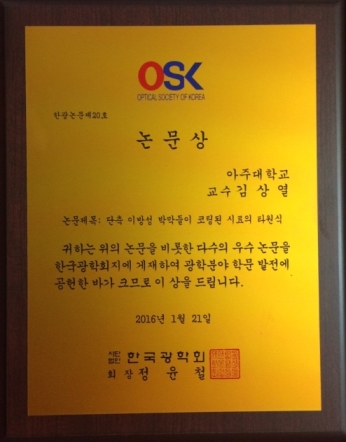 OSK
OPTICAL SOCIETY OF KOREA
한광논문제20호
논 문 상
아주대학교
교수 김 상 열
논문제목: 단축 이방성 박막들이 코팅된 시료의 타원식
귀하는 위의 논문을 비롯한 다수의 우수 논문을
한국광학회지에 게재하여 광학분야 학문 발전에
공헌한 바가 크므로 이 상을 드립니다.
2016년 1월 21일
사단법인 한국광학회
회 장 정 윤 철